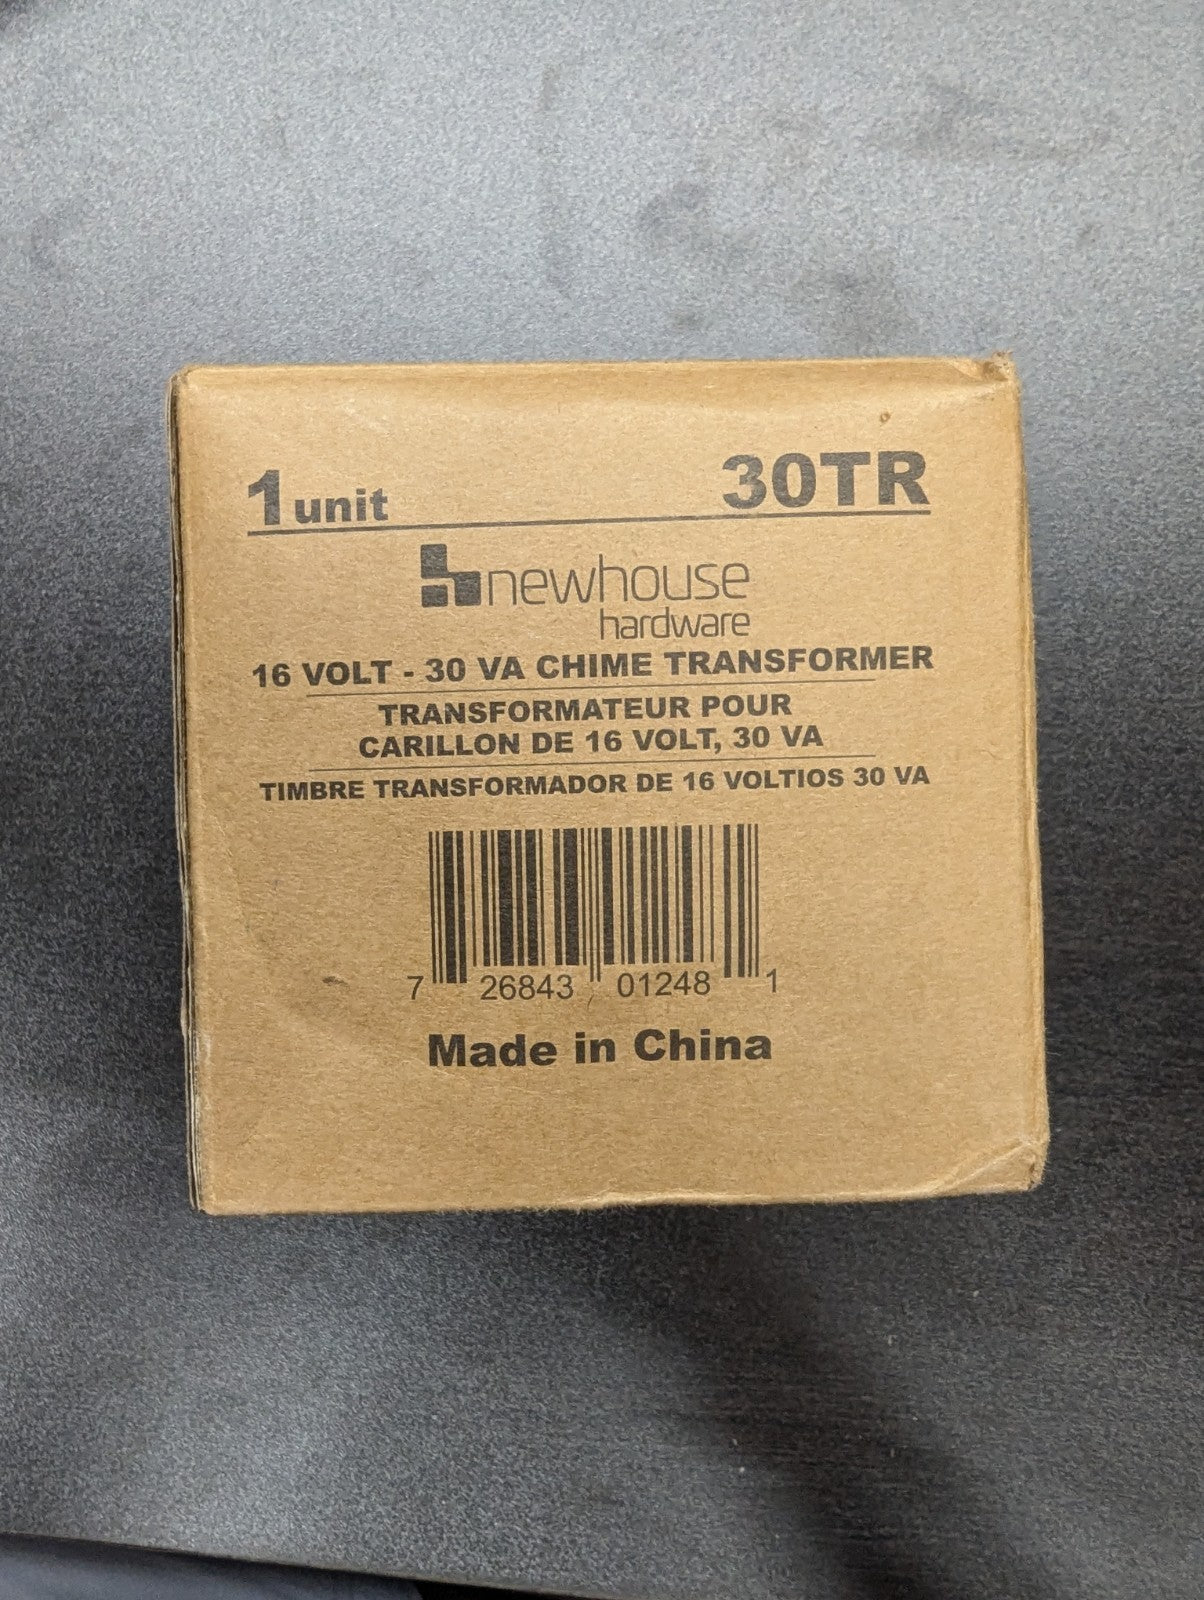 1 unit 30TR
newhouse
hardware
16 VOLT - 30 VA CHIME TRANSFORMER
TRANSFORMATEUR POUR
CARILLON DE 16 VOLT, 30 VA
TIMBRE TRANSFORMADOR DE 16 VOLTIOS 30 VA
7 26843 01248 1
Made in China